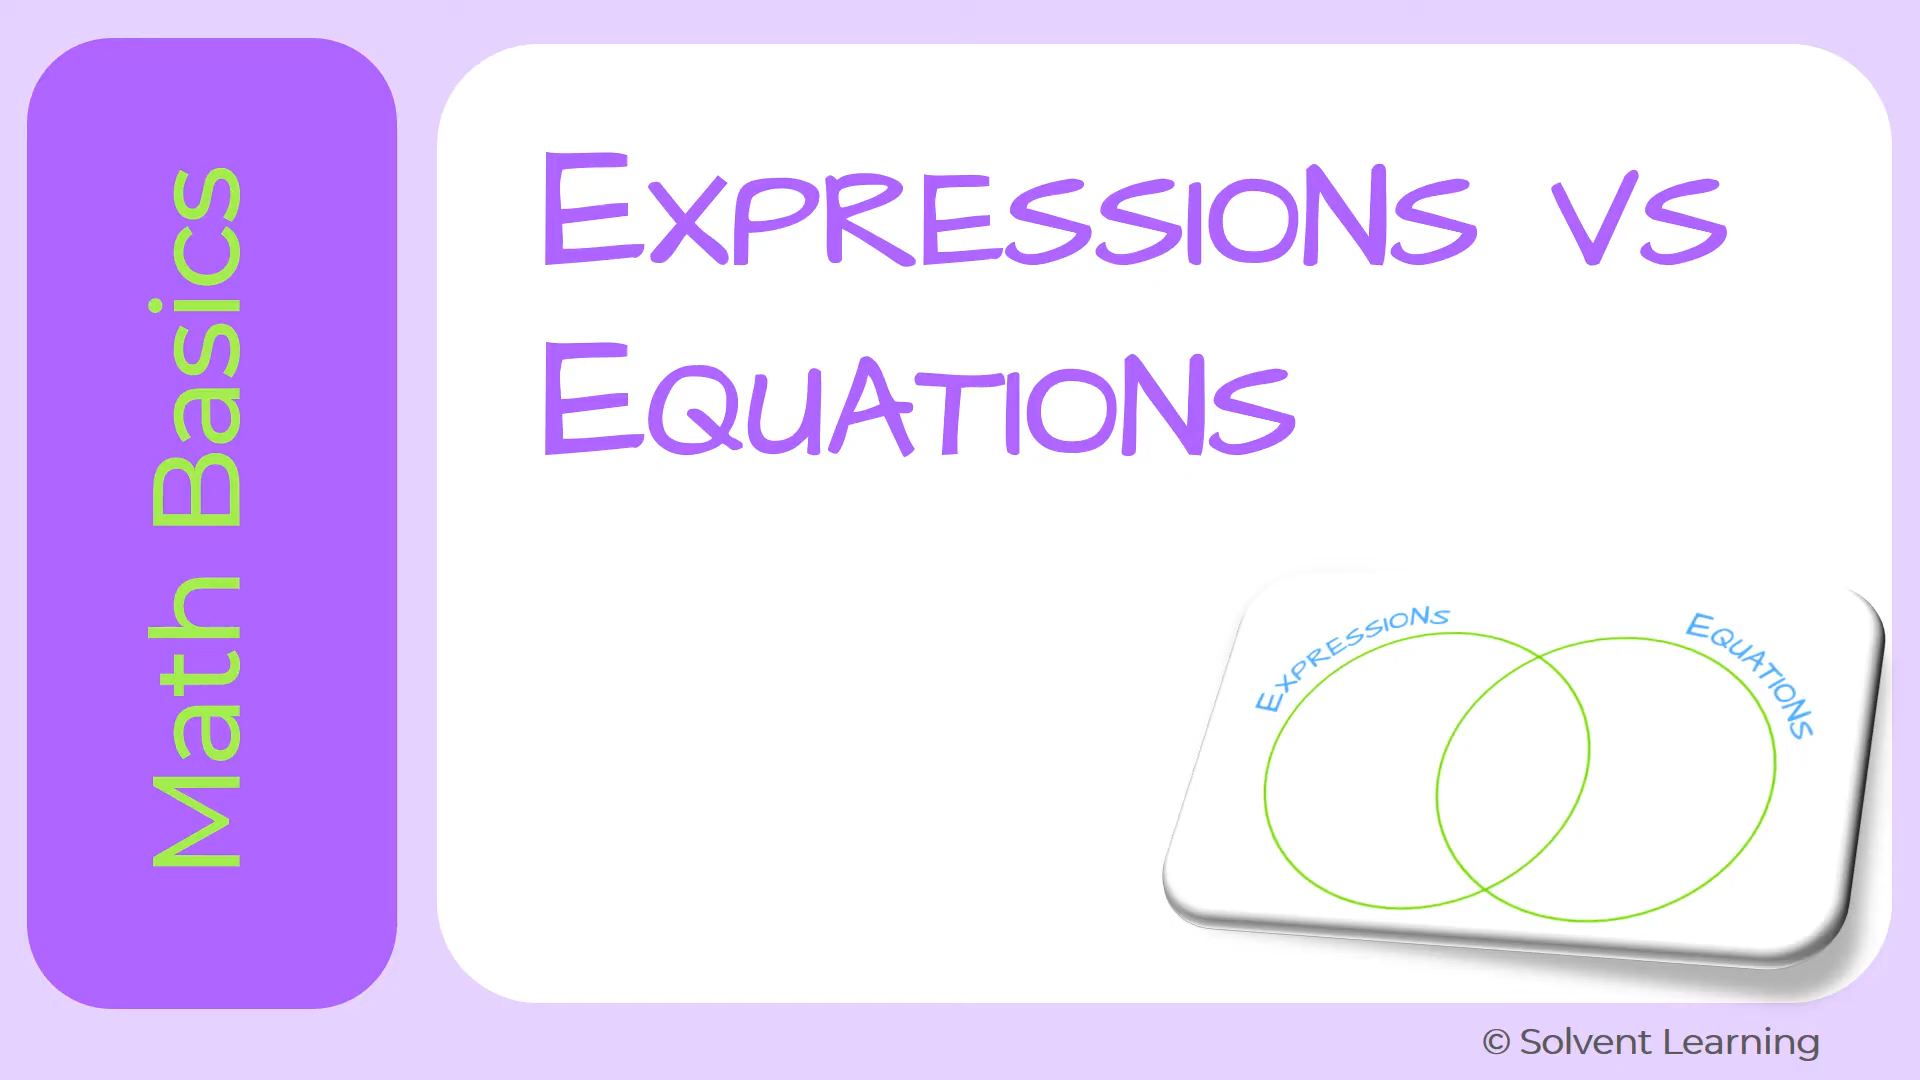 Math Basics
Expressions vs
Equations
Expressions
Equations
© Solvent Learning